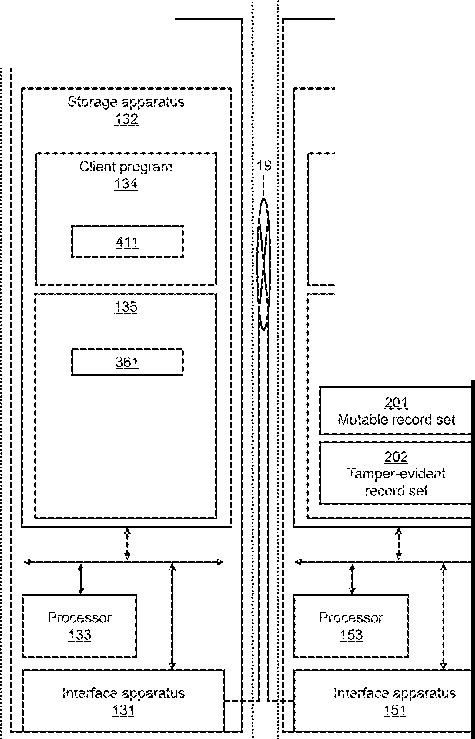 Storage apparatus
132
Client program
134
411
135
361
19
201
Mutable record set
202
Tamper-evident
record set
Processor
133
Processor
153
Interface apparatus
131
Interface apparatus
151